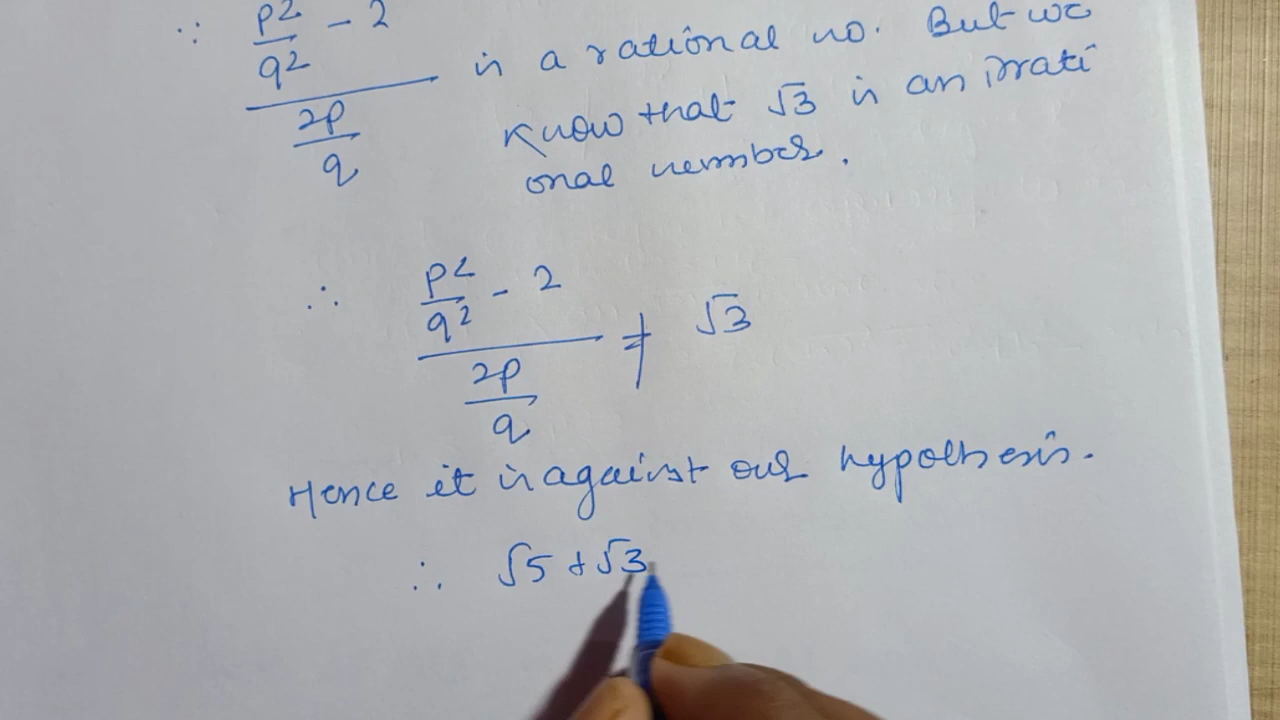 ∵ (p²/q² - 2)/(2p/q) is a rational no. But we
know that √3 is an irrati
onal number.
∴ (p²/q² - 2)/(2p/q) ≠ √3
Hence it is against our hypothesis.
∴ √5 + √3